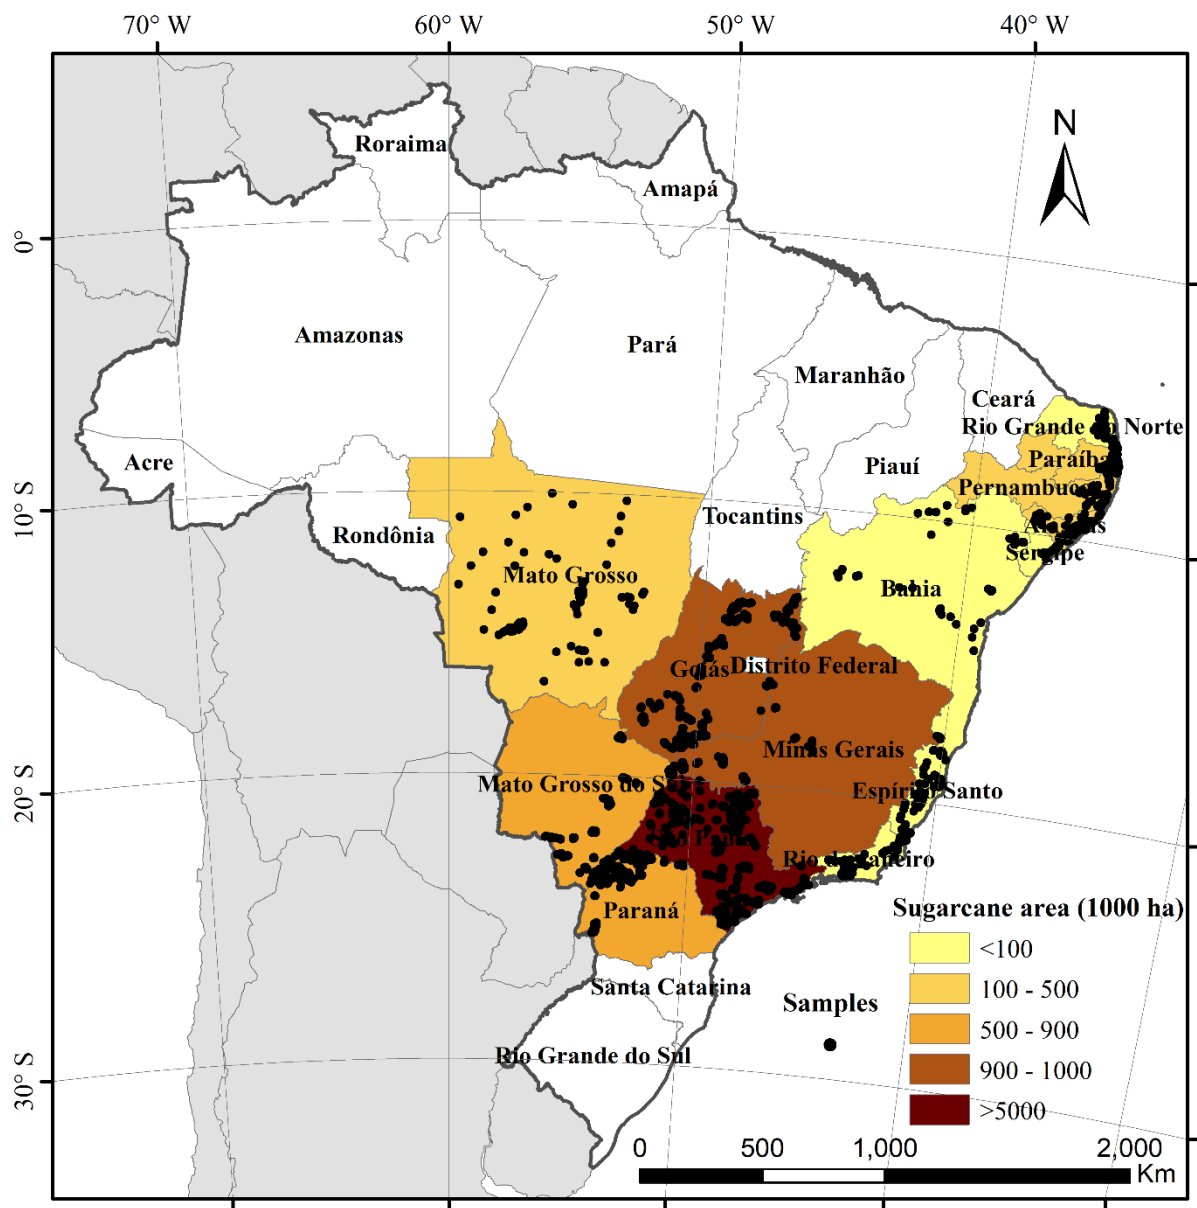 70° W
60° W
50° W
40° W
N
Roraima
Amapá
0°
Amazonas
Pará
Maranhão
Ceará
Rio Grande Norte
Acre
Piauí
Paraíba
Pernambuco
10° S
Rondônia
Tocantins
Sergipe
Mato Grosso
Bahia
Goiás
Distrito Federal
Minas Gerais
Mato Grosso do
Espírito Santo
20° S
Rio de Janeiro
Paraná
Sugarcane area (1000 ha)
<100
Santa Catarina
100 - 500
Samples
500 - 900
Rio Grande do Sul
900 - 1000
30° S
>5000
0 500 1,000 2,000
Km